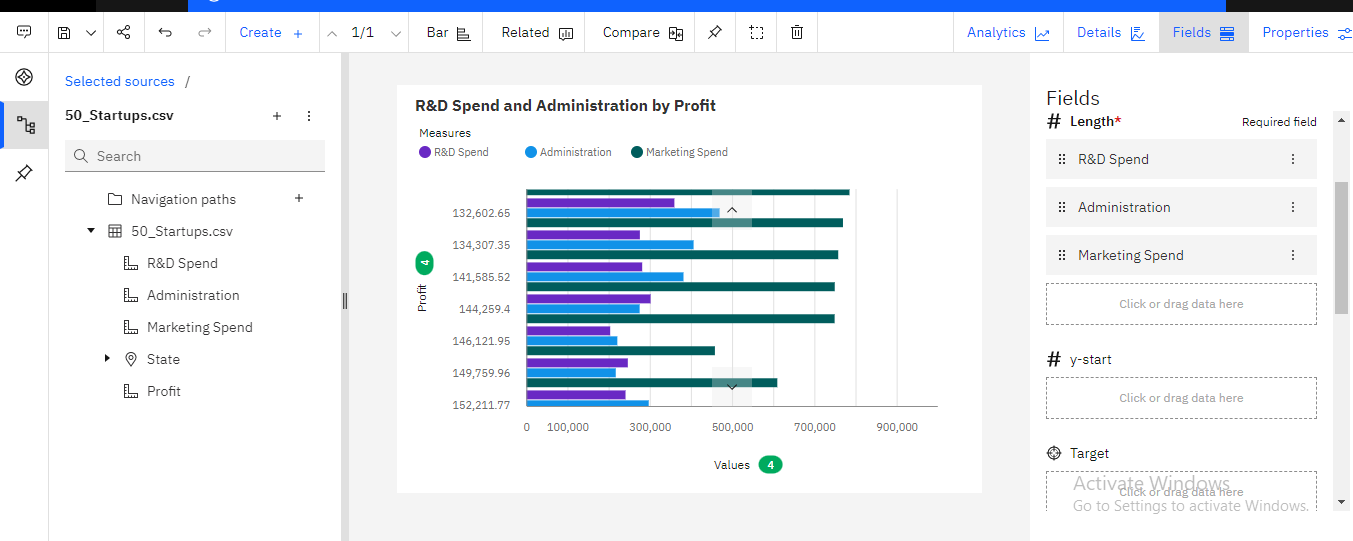 Create +
1/1
Bar
Related
Compare
Analytics
Details
Fields
Properties
Selected sources /
50_Startups.csv
Search
Navigation paths
50_Startups.csv
R&D Spend
Administration
Marketing Spend
State
Profit
R&D Spend and Administration by Profit
Measures
R&D Spend Administration Marketing Spend
132,602.65
134,307.35
141,585.52
144,259.4
146,121.95
149,759.96
152,211.77
Profit 4
0 100,000 300,000 500,000 700,000 900,000
Values 4
Fields
# Length* Required field
R&D Spend
Administration
Marketing Spend
Click or drag data here
# y-start
Click or drag data here
Target
Click or drag data here
Activate Windows
Go to Settings to activate Windows.